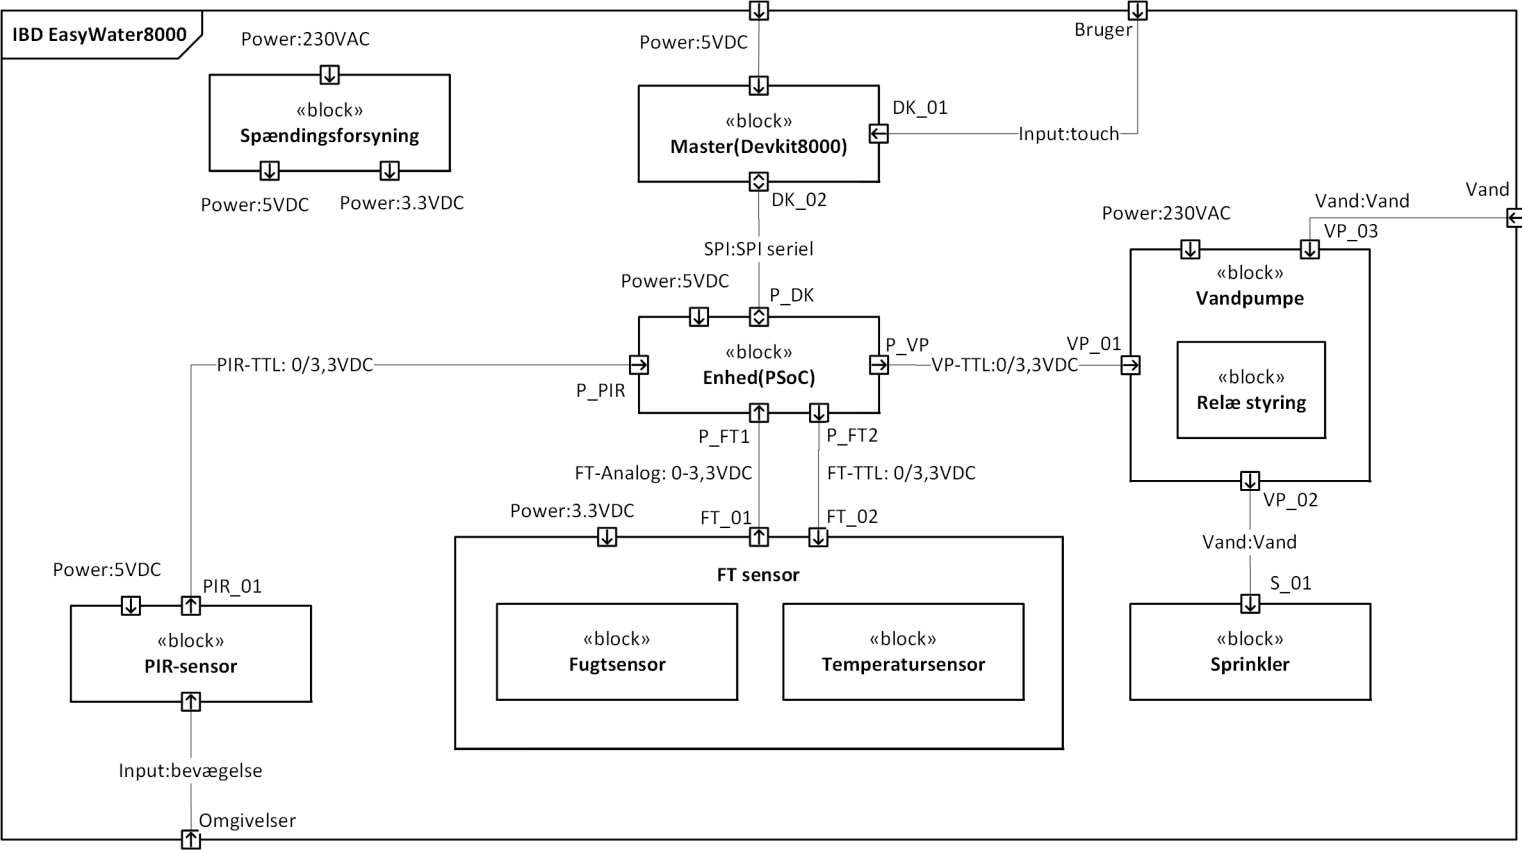 IBD EasyWater8000
Power:230VAC
«block»
Spændingsforsyning
Power:5VDC
Power:3.3VDC
Power:5VDC
«block»
Master(Devkit8000)
DK_01
DK_02
Bruger
Input:touch
SPI:SPI seriel
Power:5VDC
P_DK
«block»
Enhed(PSoC)
P_PIR
P_VP
P_FT1
P_FT2
PIR-TTL: 0/3,3VDC
VP-TTL:0/3,3VDC
VP_01
Power:230VAC
Vand:Vand
Vand
VP_03
«block»
Vandpumpe
«block»
Relæ styring
VP_02
Vand:Vand
S_01
«block»
Sprinkler
FT-Analog: 0-3,3VDC
FT-TTL: 0/3,3VDC
Power:3.3VDC
FT_01
FT_02
FT sensor
«block»
Fugtsensor
«block»
Temperatursensor
Power:5VDC
PIR_01
«block»
PIR-sensor
Input:bevægelse
Omgivelser